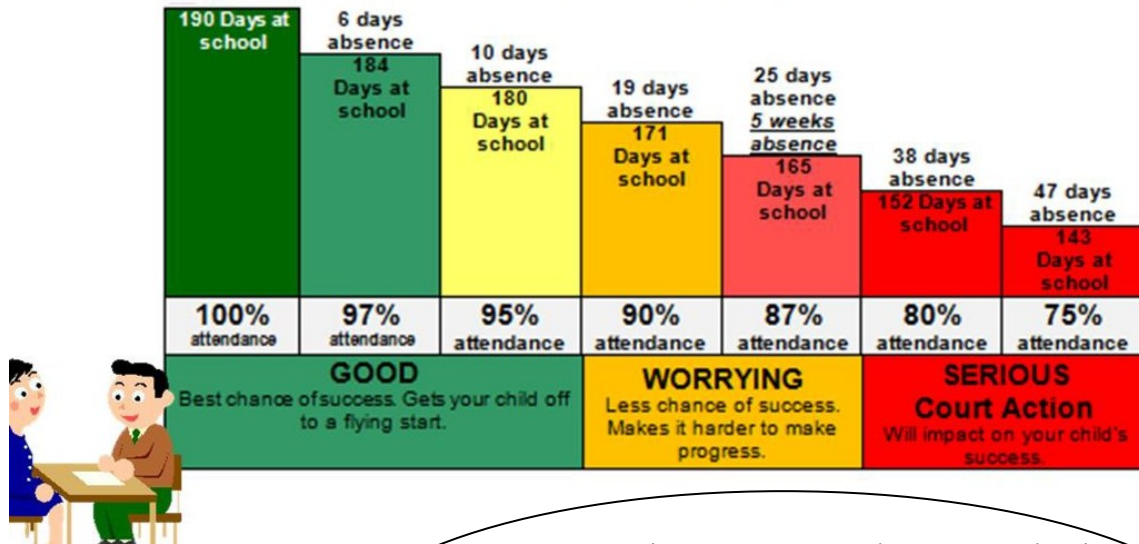 190 Days at
school
6 days
absence
184
Days at
school
10 days
absence
180
Days at
school
19 days
absence
171
Days at
school
25 days
absence
5 weeks
absence
165
Days at
school
38 days
absence
152 Days at
school
47 days
absence
143
Days at
school
100%
attendance
97%
attendance
95%
attendance
90%
attendance
87%
attendance
80%
attendance
75%
attendance
GOOD
Best chance of success. Gets your child off
to a flying start.
WORRYING
Less chance of success.
Makes it harder to make
progress.
SERIOUS
Court Action
Will impact on your child's
success.